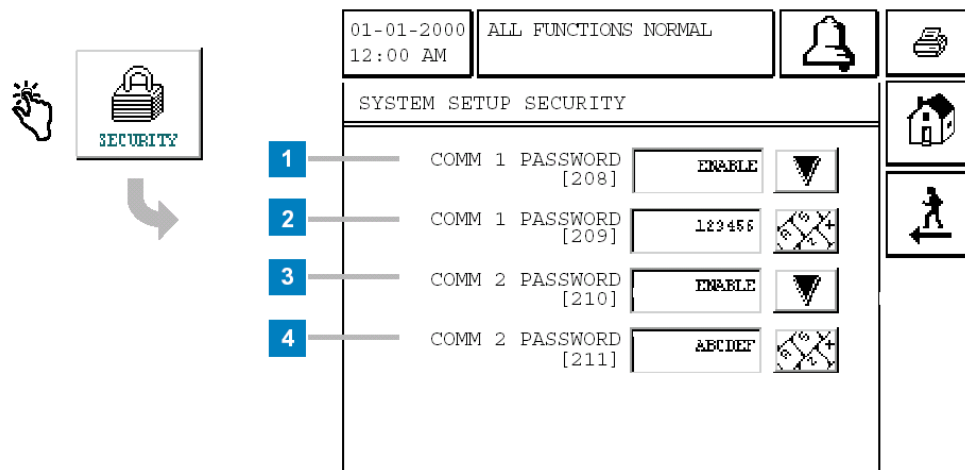 01-01-2000
12:00 AM
ALL FUNCTIONS NORMAL
SYSTEM SETUP SECURITY
SECURITY
1
COMM 1 PASSWORD
[208]
ENABLE
2
COMM 1 PASSWORD
[209]
123456
3
COMM 2 PASSWORD
[210]
ENABLE
4
COMM 2 PASSWORD
[211]
ABCDEF